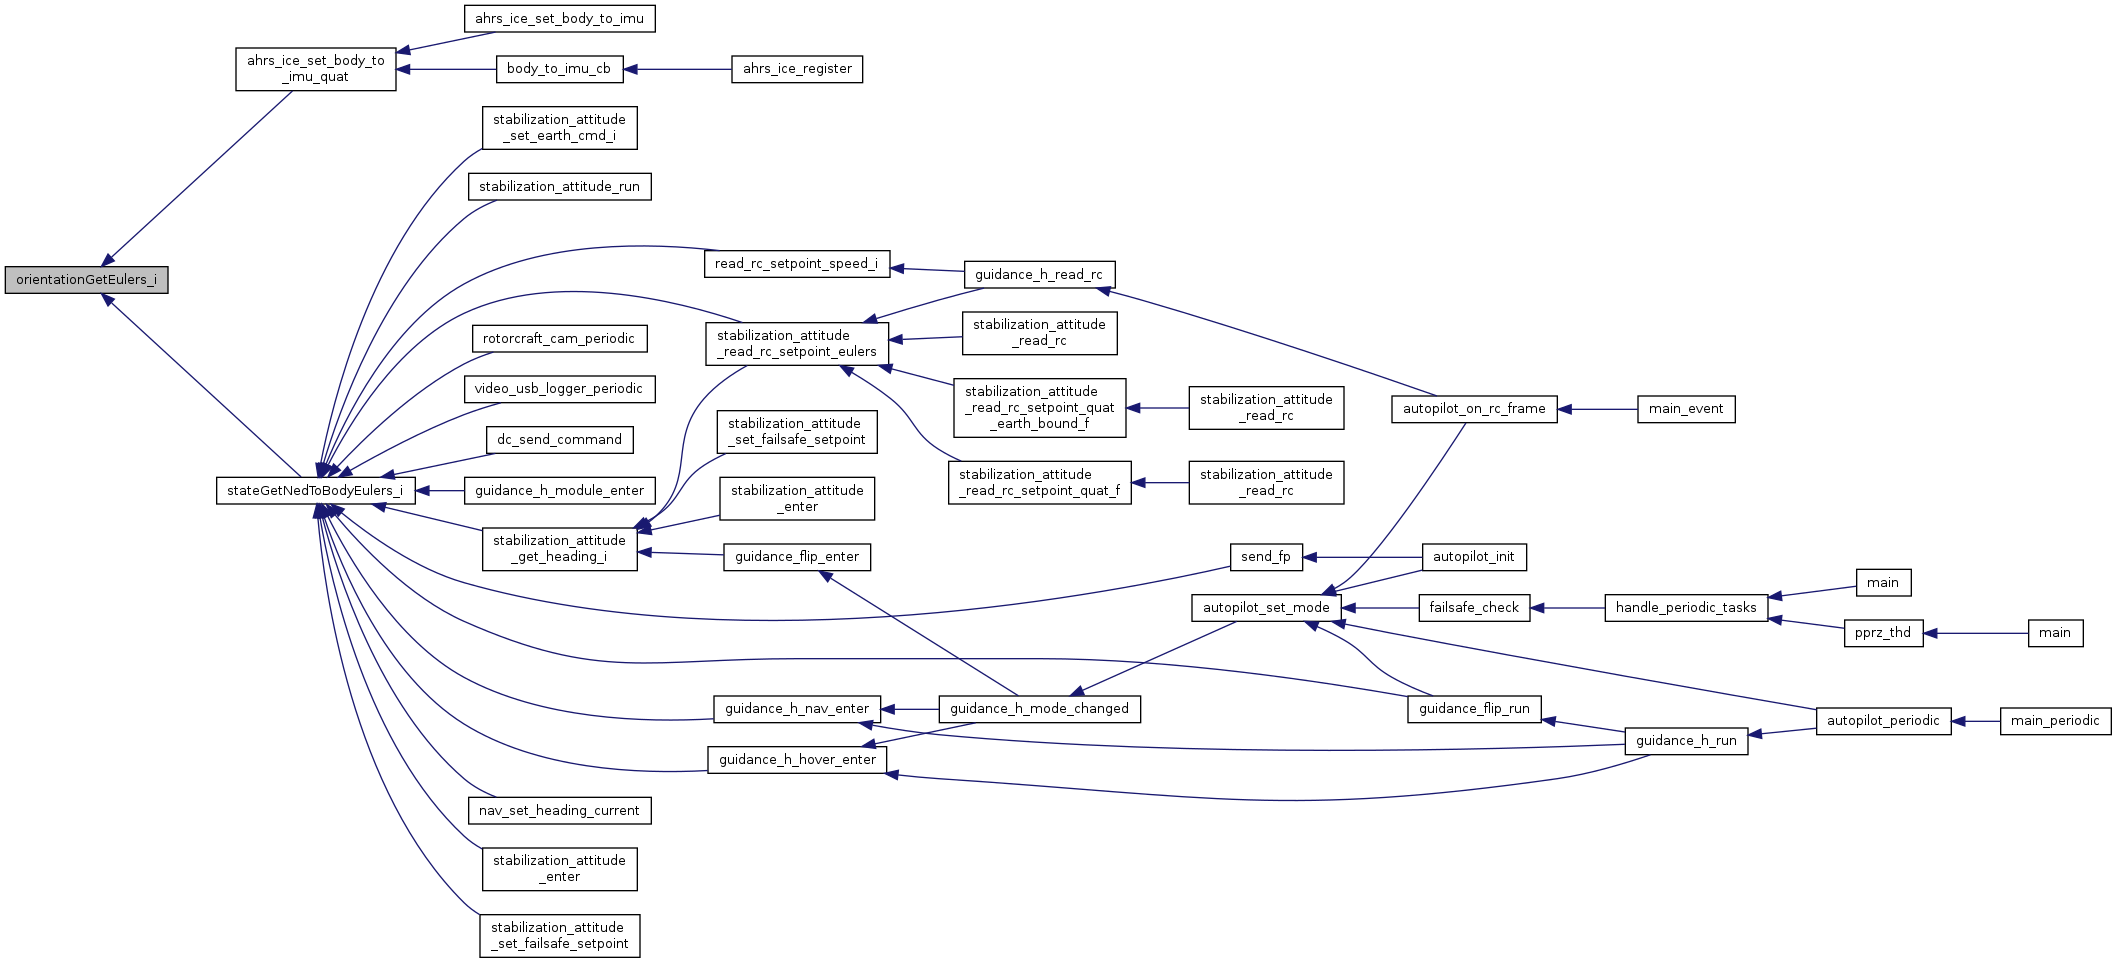 ahrs_ice_set_body_to_imu
ahrs_ice_set_body_to
_imu_quat
body_to_imu_cb
ahrs_ice_register
stabilization_attitude
_set_earth_cmd_i
stabilization_attitude_run
orientationGetEulers_i
read_rc_setpoint_speed_i
guidance_h_read_rc
rotorcraft_cam_periodic
stabilization_attitude
_read_rc_setpoint_eulers
stabilization_attitude
_read_rc
video_usb_logger_periodic
stabilization_attitude
_read_rc_setpoint_quat
_earth_bound_f
stabilization_attitude
_read_rc
autopilot_on_rc_frame
main_event
dc_send_command
stabilization_attitude
_set_failsafe_setpoint
stateGetNedToBodyEulers_i
guidance_h_module_enter
stabilization_attitude
_enter
stabilization_attitude
_read_rc_setpoint_quat_f
stabilization_attitude
_read_rc
stabilization_attitude
_get_heading_i
guidance_flip_enter
send_fp
autopilot_init
autopilot_set_mode
failsafe_check
handle_periodic_tasks
main
pprz_thd
main
guidance_h_nav_enter
guidance_h_mode_changed
guidance_flip_run
autopilot_periodic
main_periodic
guidance_h_hover_enter
guidance_h_run
nav_set_heading_current
stabilization_attitude
_enter
stabilization_attitude
_set_failsafe_setpoint